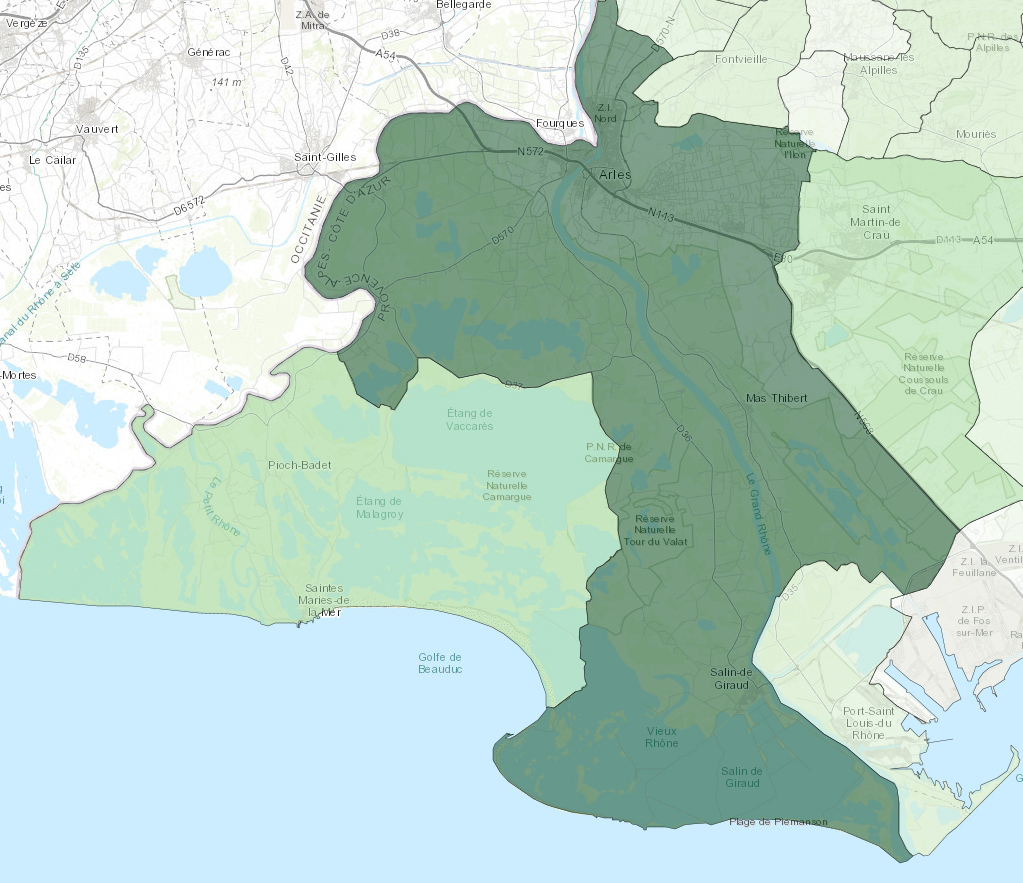 Bellegarde
Vergèze
Z.A. de
Mitra
D38
D570-N
P.N.R. des
Alpilles
D135
Générac
A54
Fontvieille
Maussane-les
Alpilles
D42
141 m
Z.I.
Nord
Vauvert
Fourques
Réserve
Naturelle
l'Ilon
Mouriès
Le Cailar
Saint-Gilles
N572
Arles
D6572
OCCITANIE
ALPES-CÔTE D'AZUR
PROVENCE
N113
Saint
Martin-de
Crau
D570
D113
A54
E80
Canal du Rhône à Sète
D58
-Mortes
D37
Réserve
Naturelle
Coussouls
de Crau
Mas Thibert
N568
Étang de
Vaccarès
D36
P.N.R. de
Camargue
Pioch-Badet
Réserve
Naturelle
Camargue
Le Petit Rhône
Étang de
Malagroy
Le Grand Rhône
Réserve
Naturelle
Tour du Valat
Z.I. la
Feuillane
D35
Saintes
Maries-de
la-Mer
Z.I.P
de Fos
sur-Mer
Golfe de
Beauduc
Salin-de
Giraud
Port-Saint
Louis-du
Rhône
Vieux
Rhône
Salin de
Giraud
Plage de Piemanson